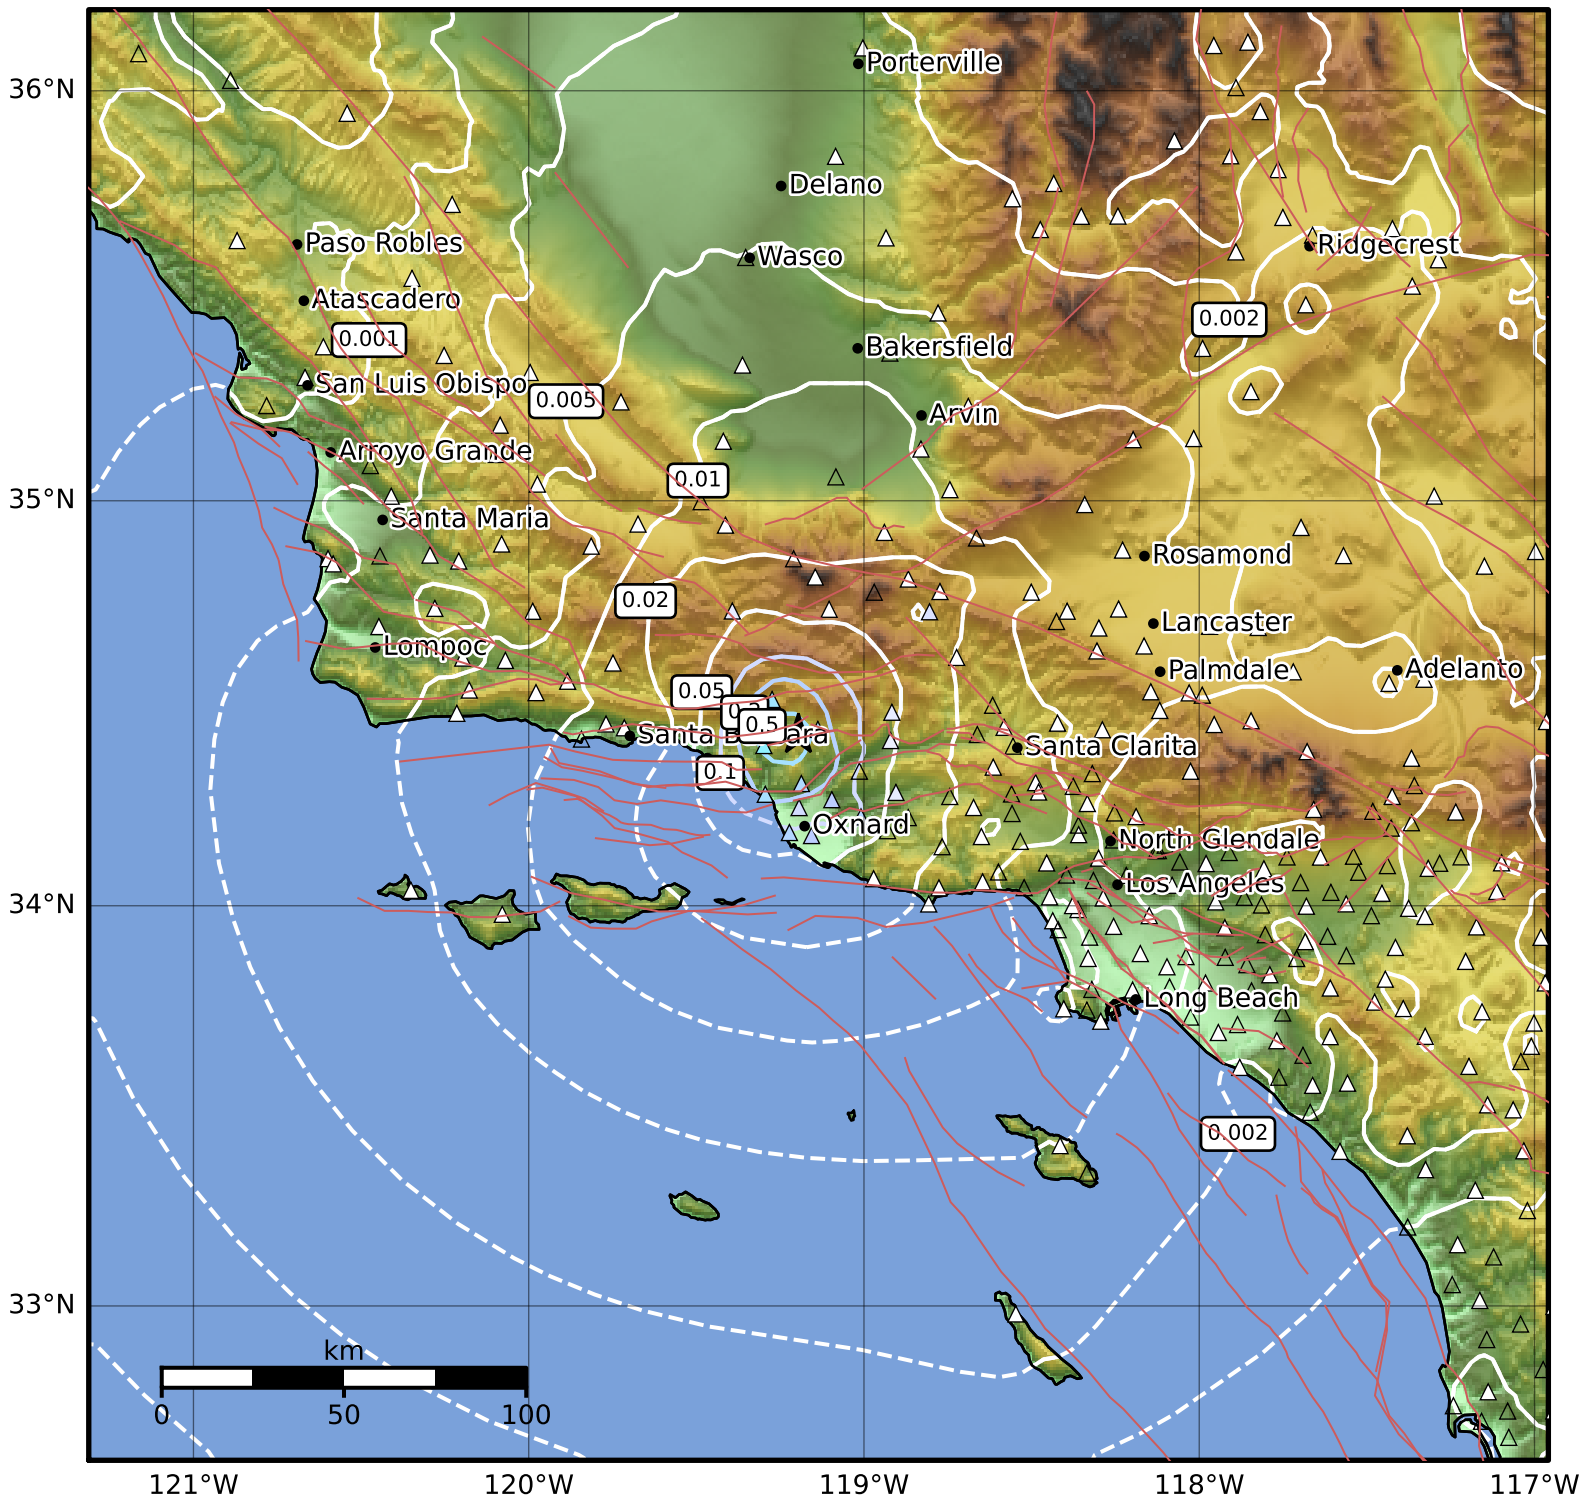 36°N
35°N
34°N
33°N
Porterville
Delano
Paso Robles
Wasco
Ridgecrest
Atascadero
0.001
0.002
Bakersfield
San Luis Obispo
0.005
Arvin
Arroyo Grande
0.01
Santa Maria
Rosamond
0.02
Lancaster
Lompoc
Palmdale
Adelanto
0.05
0.5
Santa
Santa Clarita
0.1
Oxnard
North Glendale
Los Angeles
Long Beach
0.002
km
0 50 100
121°W 120°W 119°W 118°W 117°W